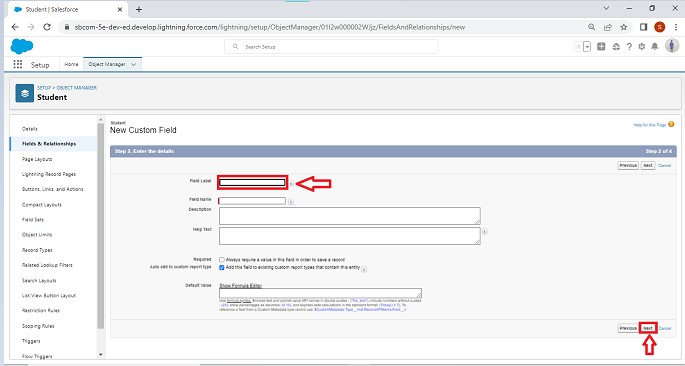 Student | Salesforce
sbcom-5e-dev-ed.develop.lightning.force.com/lightning/setup/ObjectManager/01I2w000002WJjz/FieldsAndRelationships/new
Search Setup
S
Setup
Home
Object Manager
SETUP > OBJECT MANAGER
Student
Details
Fields & Relationships
Page Layouts
Lightning Record Pages
Buttons, Links, and Actions
Compact Layouts
Field Sets
Object Limits
Record Types
Related Lookup Filters
Search Layouts
List View Button Layout
Restriction Rules
Scoping Rules
Triggers
Flow Triggers
Student
New Custom Field
Help for this Page
Step 2. Enter the details
Step 2 of 4
Previous Next Cancel
Field Label
Field Name
Description
Help Text
Required
Always require a value in this field in order to save a record
Auto add to custom report type
Add this field to existing custom report types that contain this entity
Default Value
Show Formula Editor
Use formula syntax: Enclose text and picklist value API names in double quotes : ("the_text"), include numbers without quotes
: (25), show percentages as decimals: (0.10), and express date calculations in the standard format: (Today() + 7). To
reference a field from a Custom Metadata type record use:
Previous Next Cancel